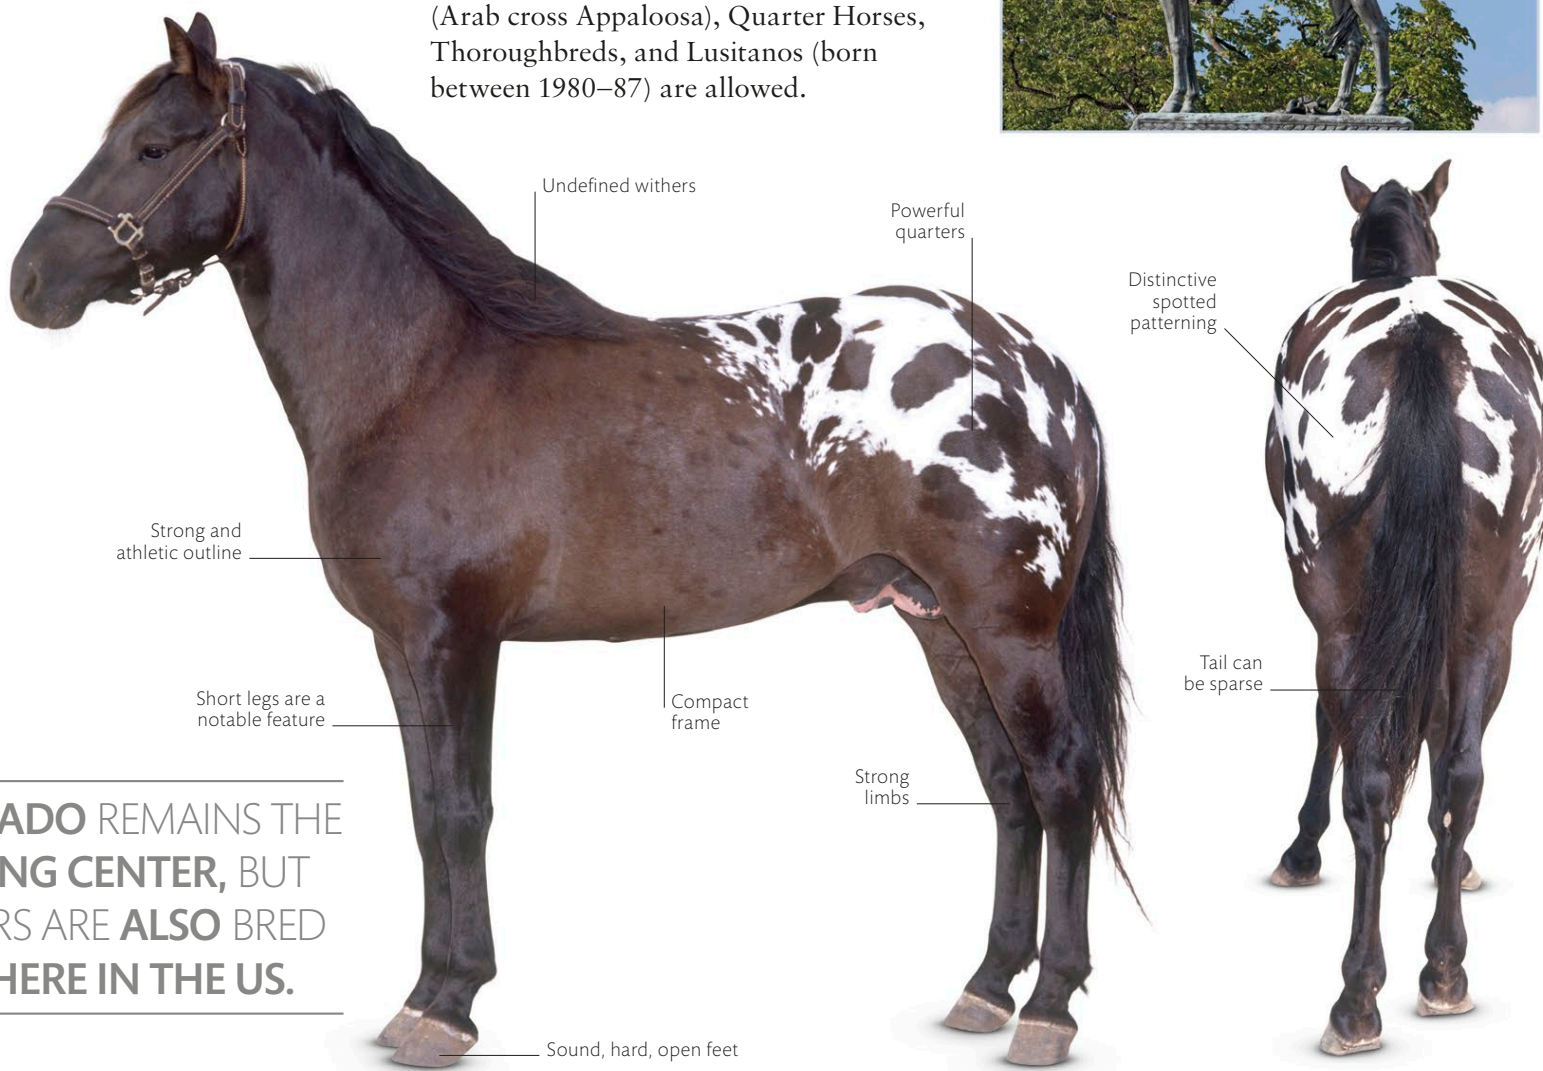 (Arab cross Appaloosa), Quarter Horses,
Thoroughbreds, and Lusitanos (born
between 1980–87) are allowed.
Undefined withers
Powerful
quarters
Distinctive
spotted
patterning
Strong and
athletic outline
Short legs are a
notable feature
Compact
frame
Tail can
be sparse
Strong
limbs
ADO REMAINS THE
NG CENTER, BUT
RS ARE ALSO BRED
HERE IN THE US.
Sound, hard, open feet